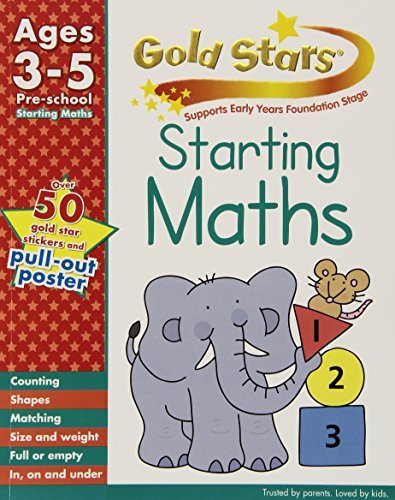 Ages
3-5
Pre-school
Starting Maths
Gold Stars®
Supports Early Years Foundation Stage
Starting
Maths
Over
50
gold star
stickers and
pull-out
poster
1
2
3
Counting
Shapes
Matching
Size and weight
Full or empty
In, on and under
Trusted by parents. Loved by kids.